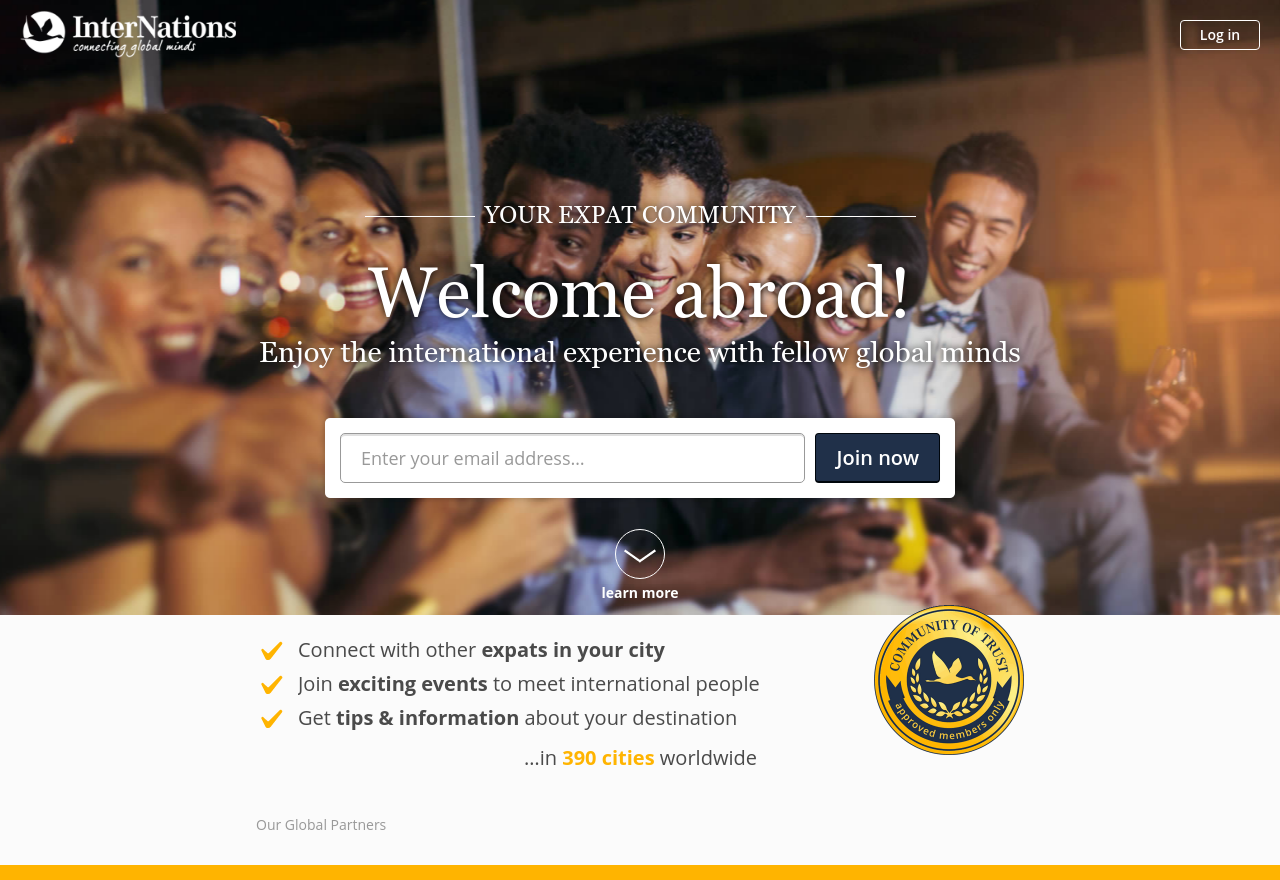 InterNations
connecting global minds
Log in
YOUR EXPAT COMMUNITY
Welcome abroad!
Enjoy the international experience with fellow global minds
Enter your email address...
Join now
learn more
Connect with other expats in your city
Join exciting events to meet international people
Get tips & information about your destination
...in 390 cities worldwide
COMMUNITY OF TRUST
approved members only
Our Global Partners